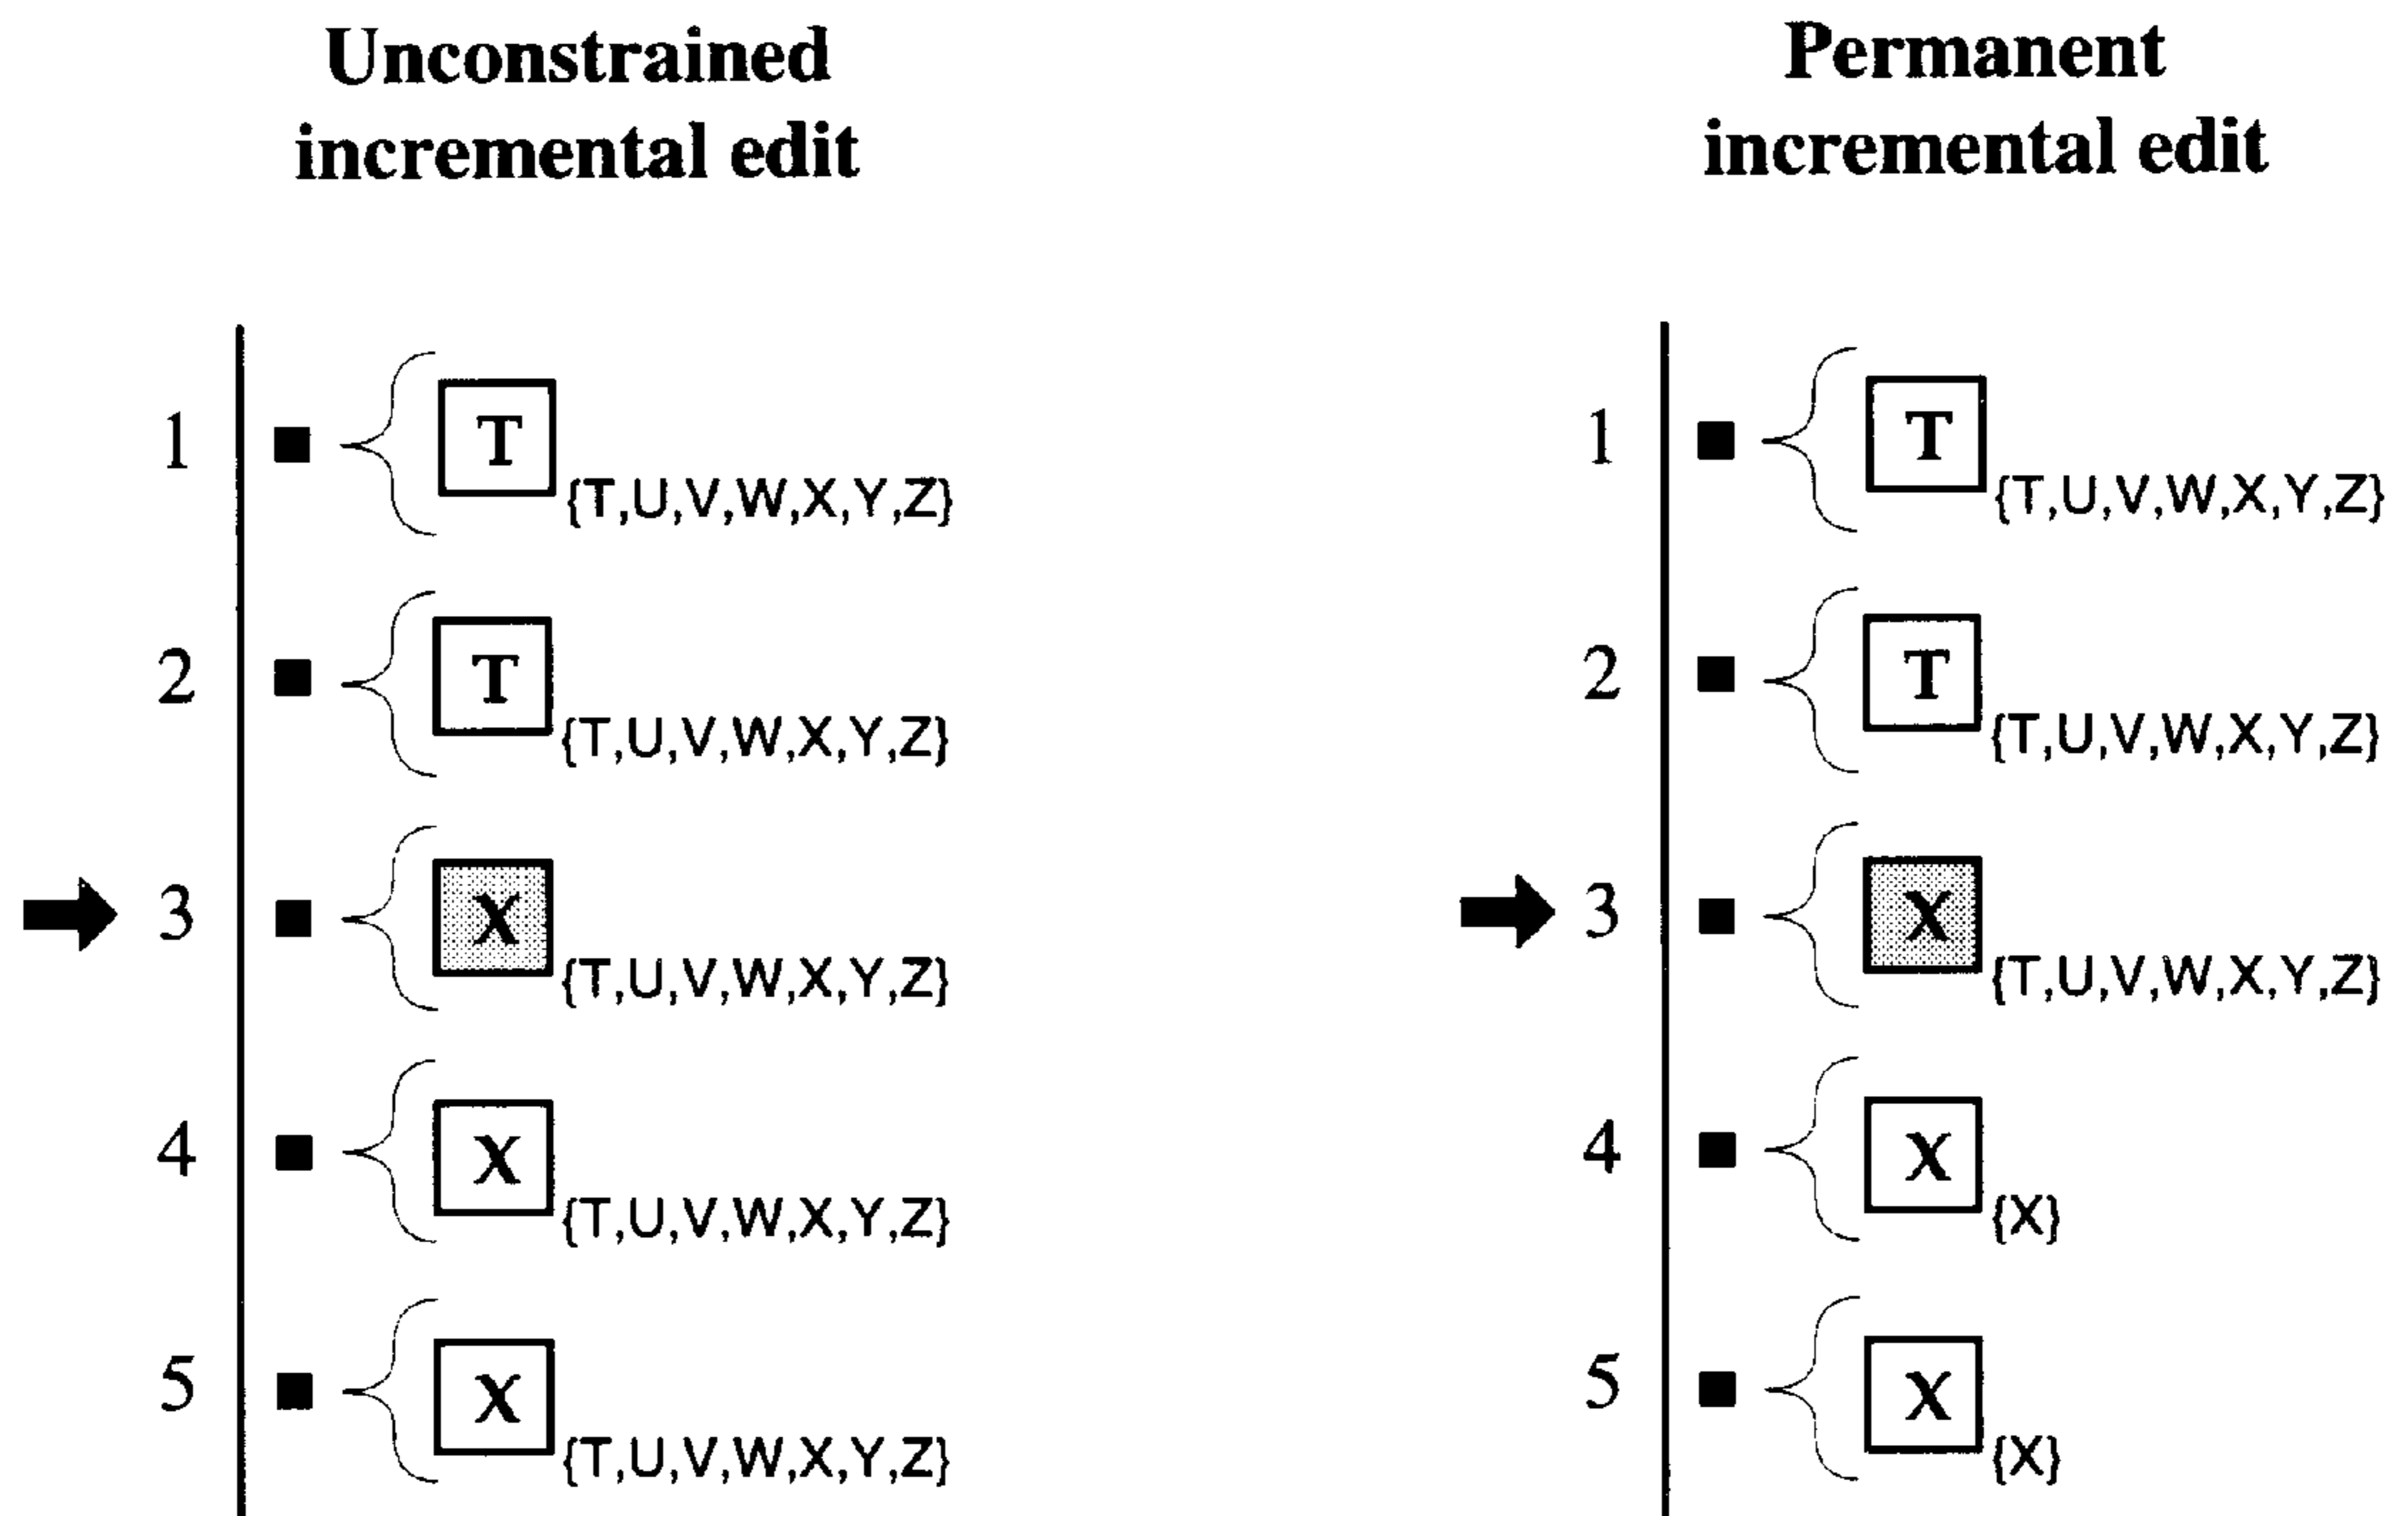 Unconstrained
incremental edit
1 T {T,U,V,W,X,Y,Z}
2 T {T,U,V,W,X,Y,Z}
3 X {T,U,V,W,X,Y,Z}
4 X {T,U,V,W,X,Y,Z}
5 X {T,U,V,W,X,Y,Z}
Permanent
incremental edit
1 T {T,U,V,W,X,Y,Z}
2 T {T,U,V,W,X,Y,Z}
3 X {T,U,V,W,X,Y,Z}
4 X {X}
5 X {X}